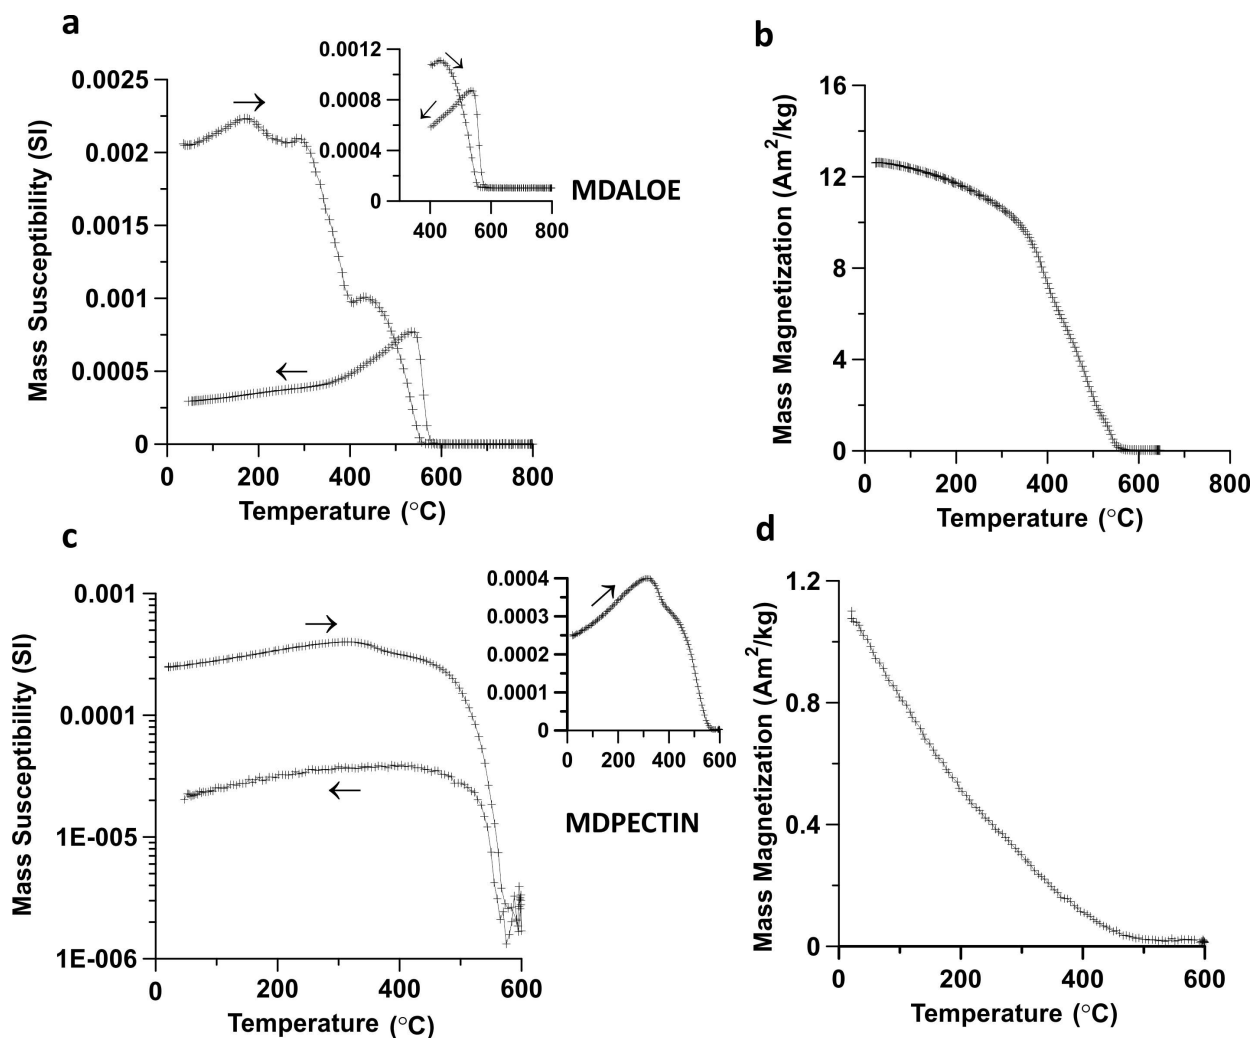 a
0.0025
0.002
0.0015
0.001
0.0005
0
0 200 400 600 800
Mass Susceptibility (SI)
Temperature (°C)
0.0012
0.0008
0.0004
0
400 600 800
MDALOE
b
16
12
8
4
0
0 200 400 600 800
Mass Magnetization (Am²/kg)
Temperature (°C)
c
0.001
0.0001
1E-005
1E-006
0 200 400 600
Mass Susceptibility (SI)
Temperature (°C)
0.0004
0.0003
0.0002
0.0001
0
0 200 400 600
MDPECTIN
d
1.2
0.8
0.4
0
0 200 400 600
Mass Magnetization (Am²/kg)
Temperature (°C)